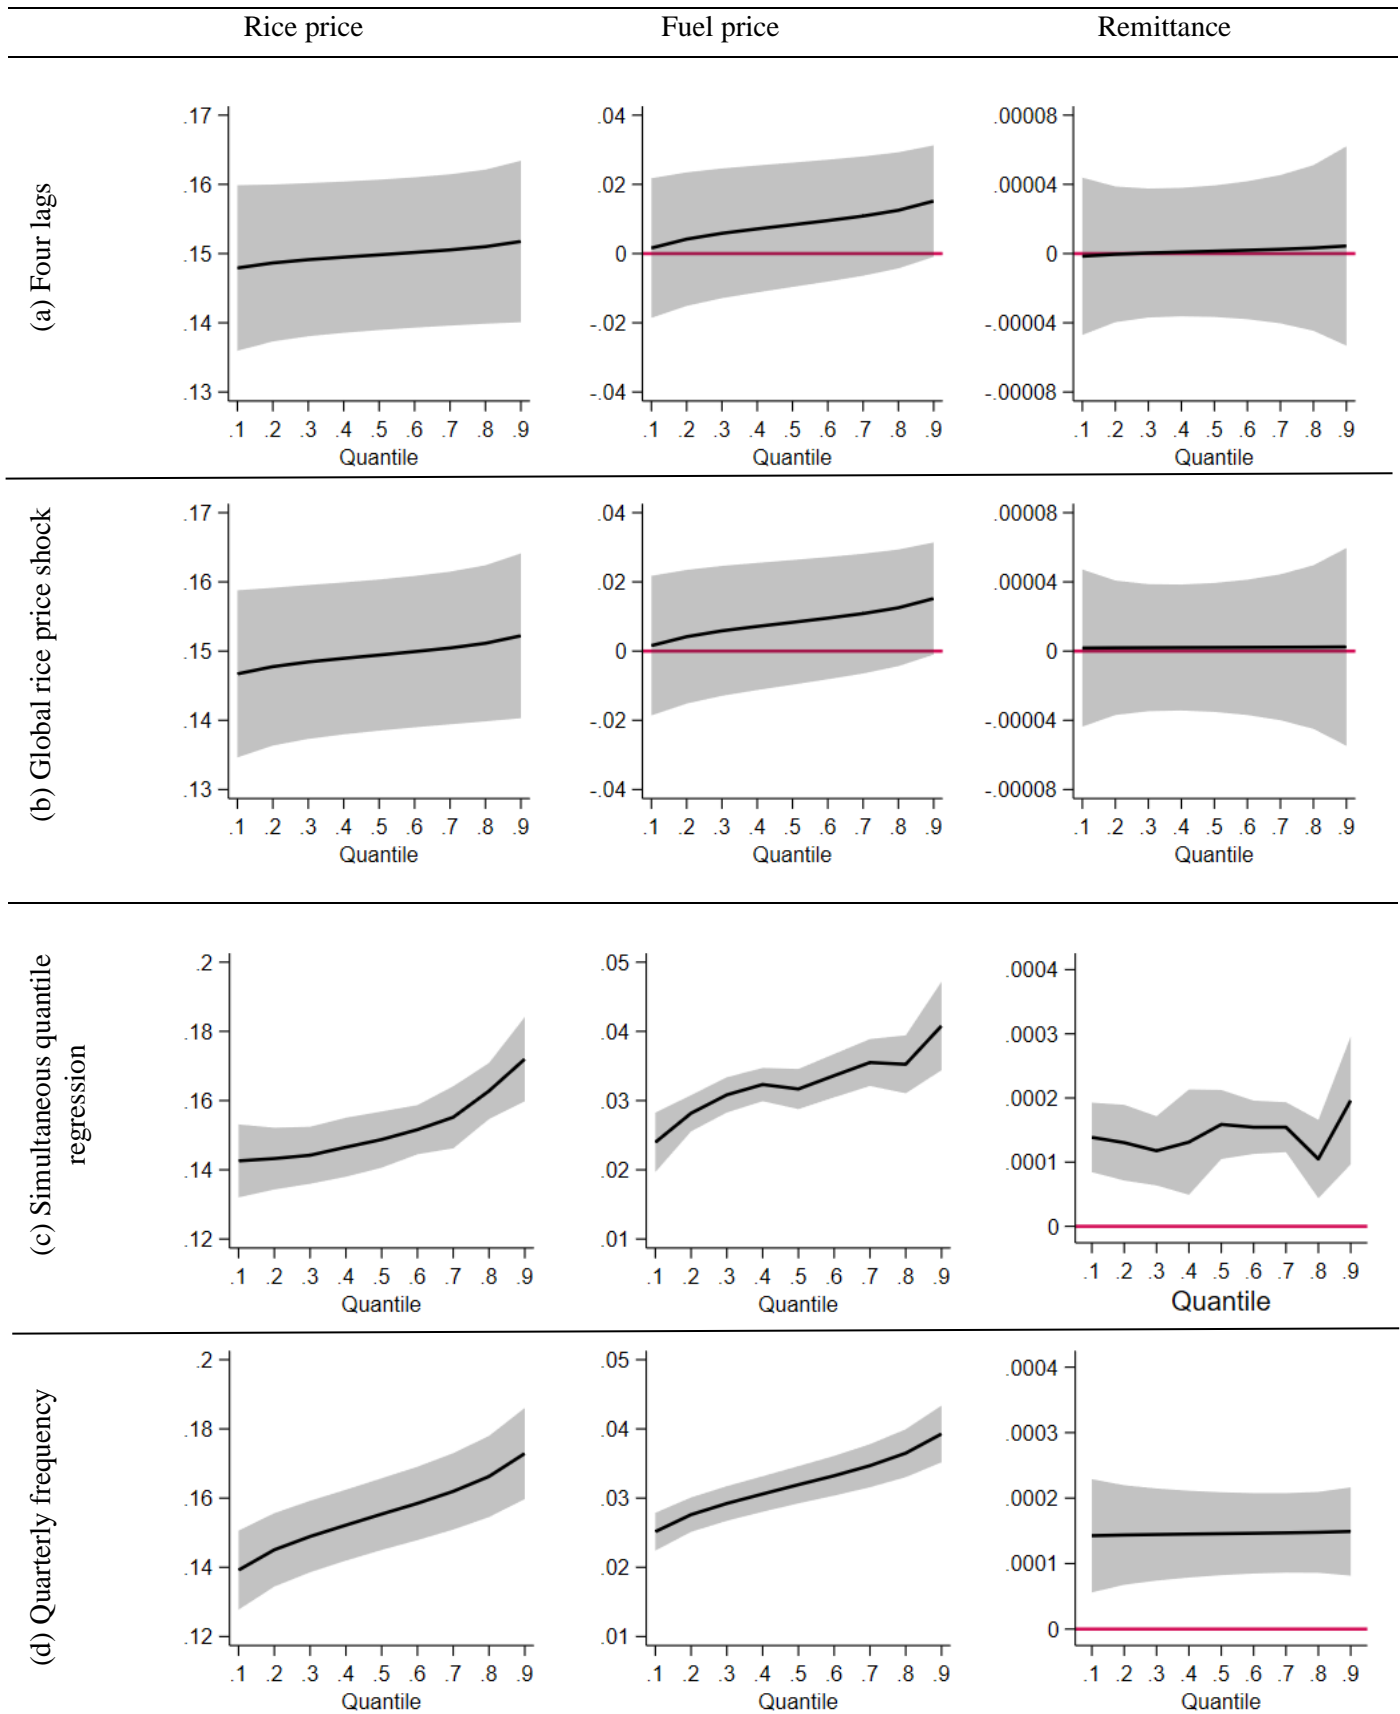 Rice price Fuel price Remittance
(a) Four lags
.17
.16
.15
.14
.13
.1 .2 .3 .4 .5 .6 .7 .8 .9
Quantile
.04
.02
0
-.02
-.04
.1 .2 .3 .4 .5 .6 .7 .8 .9
Quantile
.00008
.00004
0
-.00004
-.00008
.1 .2 .3 .4 .5 .6 .7 .8 .9
Quantile
(b) Global rice price shock
.17
.16
.15
.14
.13
.1 .2 .3 .4 .5 .6 .7 .8 .9
Quantile
.04
.02
0
-.02
-.04
.1 .2 .3 .4 .5 .6 .7 .8 .9
Quantile
.00008
.00004
0
-.00004
-.00008
.1 .2 .3 .4 .5 .6 .7 .8 .9
Quantile
(c) Simultaneous quantile
regression
.2
.18
.16
.14
.12
.1 .2 .3 .4 .5 .6 .7 .8 .9
Quantile
.05
.04
.03
.02
.01
.1 .2 .3 .4 .5 .6 .7 .8 .9
Quantile
.0004
.0003
.0002
.0001
0
.1 .2 .3 .4 .5 .6 .7 .8 .9
Quantile
(d) Quarterly frequency
.2
.18
.16
.14
.12
.1 .2 .3 .4 .5 .6 .7 .8 .9
Quantile
.05
.04
.03
.02
.01
.1 .2 .3 .4 .5 .6 .7 .8 .9
Quantile
.0004
.0003
.0002
.0001
0
.1 .2 .3 .4 .5 .6 .7 .8 .9
Quantile